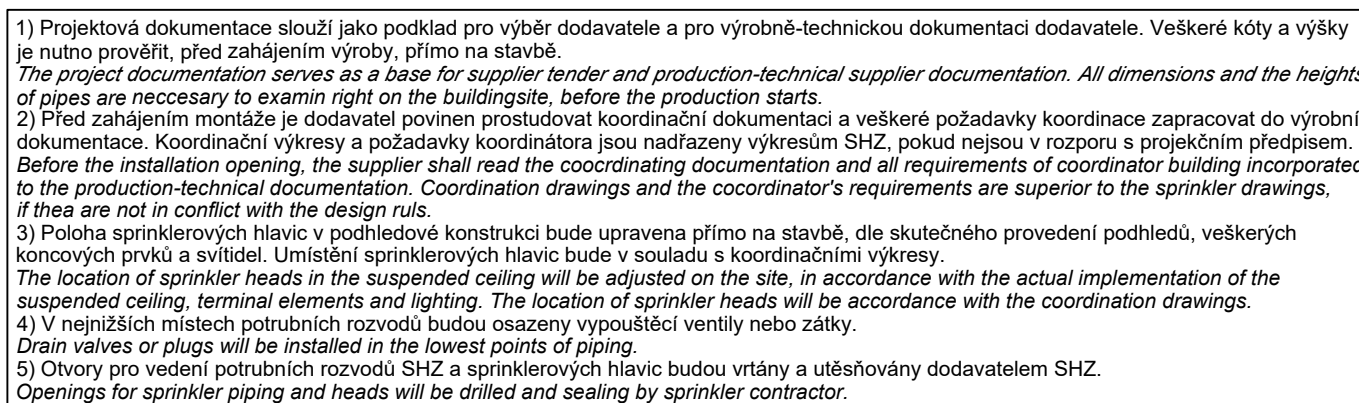 1) Projektová dokumentace slouží jako podklad pro výběr dodavatele a pro výrobně-technickou dokumentaci dodavatele. Veškeré kóty a výšky
je nutno prověřit, před zahájením výroby, přímo na stavbě.
The project documentation serves as a base for supplier tender and production-technical supplier documentation. All dimensions and the heights
of pipes are neccesary to examin right on the buildingsite, before the production starts.
2) Před zahájením montáže je dodavatel povinen prostudovat koordinační dokumentaci a veškeré požadavky koordinace zapracovat do výrobní
dokumentace. Koordinační výkresy a požadavky koordinátora jsou nadřazeny výkresům SHZ, pokud nejsou v rozporu s projekčním předpisem.
Before the installation opening, the supplier shall read the coocrdinating documentation and all requirements of coordinator building incorporated
to the production-technical documentation. Coordination drawings and the cocordinator's requirements are superior to the sprinkler drawings,
if thea are not in conflict with the design ruls.
3) Poloha sprinklerových hlavic v podhledové konstrukci bude upravena přímo na stavbě, dle skutečného provedení podhledů, veškerých
koncových prvků a svítidel. Umístění sprinklerových hlavic bude v souladu s koordinačními výkresy.
The location of sprinkler heads in the suspended ceiling will be adjusted on the site, in accordance with the actual implementation of the
suspended ceiling, terminal elements and lighting. The location of sprinkler heads will be accordance with the coordination drawings.
4) V nejnižších místech potrubních rozvodů budou osazeny vypouštěcí ventily nebo zátky.
Drain valves or plugs will be installed in the lowest points of piping.
5) Otvory pro vedení potrubních rozvodů SHZ a sprinklerových hlavic budou vrtány a utěsňovány dodavatelem SHZ.
Openings for sprinkler piping and heads will be drilled and sealing by sprinkler contractor.